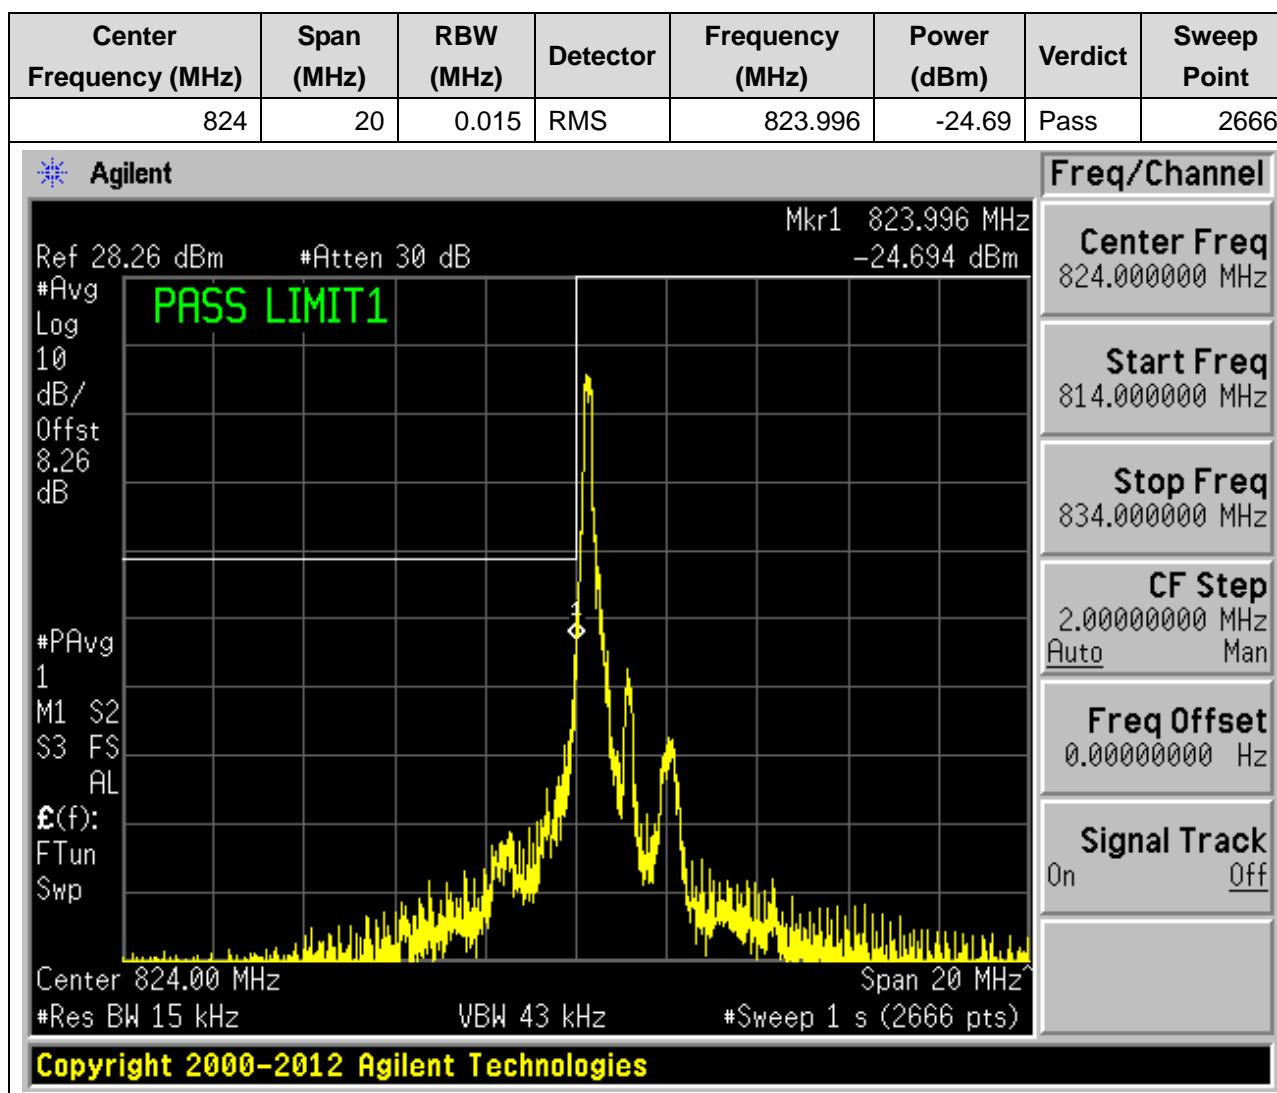 Center Frequency (MHz) Span (MHz) RBW (MHz) Detector Frequency (MHz) Power (dBm) Verdict Sweep Point
824 20 0.015 RMS 823.996 -24.69 Pass 2666
Agilent
Freq/Channel
Mkr1 823.996 MHz
Ref 28.26 dBm #Atten 30 dB -24.694 dBm
#Avg
Log
10
dB/
Offst
8.26
dB
PASS LIMIT1
1
#PAvg
1
M1 S2
S3 FS
AL
£(f):
FTun
Swp
Center 824.00 MHz Span 20 MHz^
#Res BW 15 kHz VBW 43 kHz #Sweep 1 s (2666 pts)
Center Freq
824.000000 MHz
Start Freq
814.000000 MHz
Stop Freq
834.000000 MHz
CF Step
2.00000000 MHz
Auto Man
Freq Offset
0.00000000 Hz
Signal Track
On Off
Copyright 2000-2012 Agilent Technologies